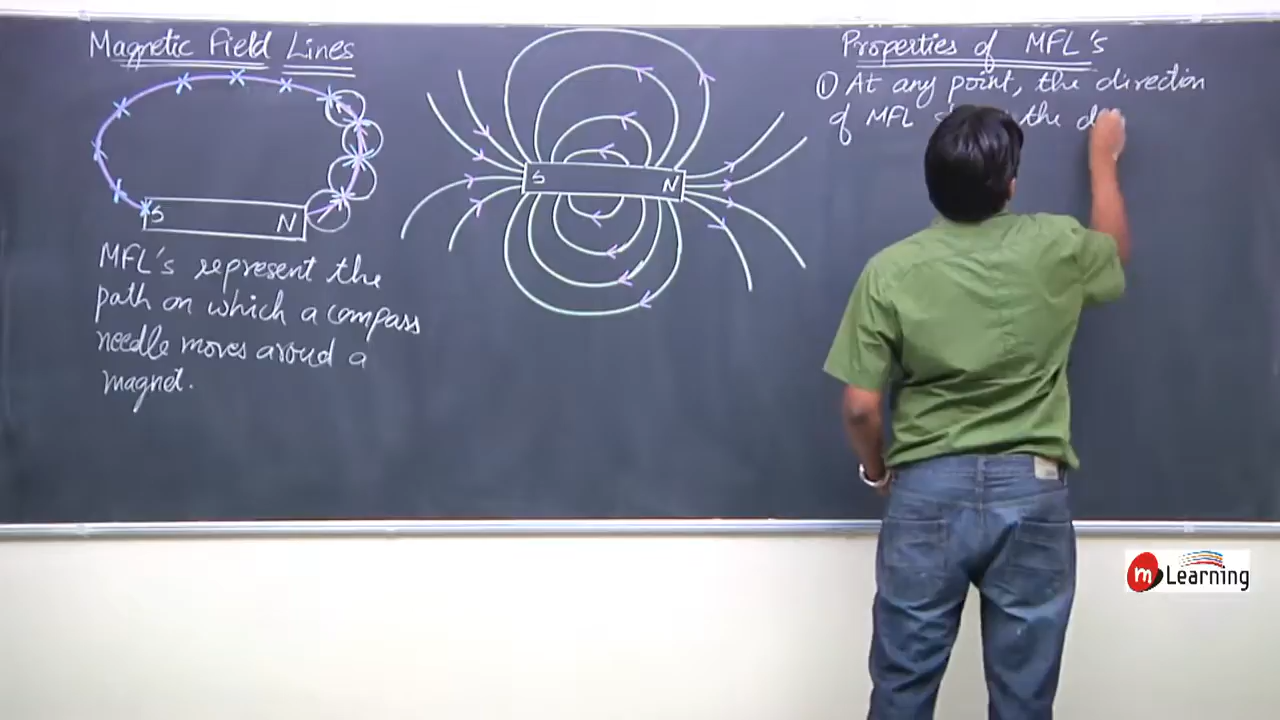 Magnetic Field Lines
S
N
MFL's represent the
path on which a compass
needle moves around a
magnet.
S
N
Properties of MFL's
① At any point, the direction
of MFL the
m Learning